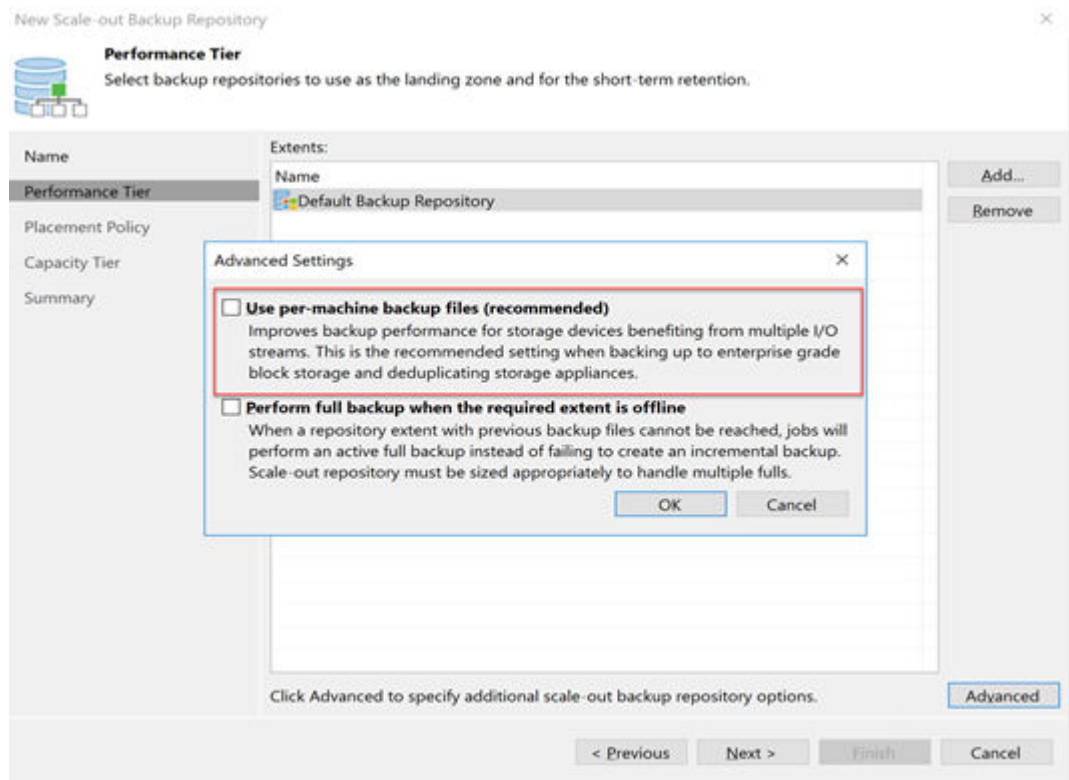 New Scale-out Backup Repository
Performance Tier
Select backup repositories to use as the landing zone and for the short-term retention.
Name
Performance Tier
Placement Policy
Capacity Tier
Summary
Extents:
Name
Default Backup Repository
Add...
Remove
Advanced Settings
Use per-machine backup files (recommended)
Improves backup performance for storage devices benefiting from multiple I/O
streams. This is the recommended setting when backing up to enterprise grade
block storage and deduplicating storage appliances.
Perform full backup when the required extent is offline
When a repository extent with previous backup files cannot be reached, jobs will
perform an active full backup instead of failing to create an incremental backup.
Scale-out repository must be sized appropriately to handle multiple fulls.
OK
Cancel
Click Advanced to specify additional scale-out backup repository options.
Advanced
< Previous
Next >
Finish
Cancel